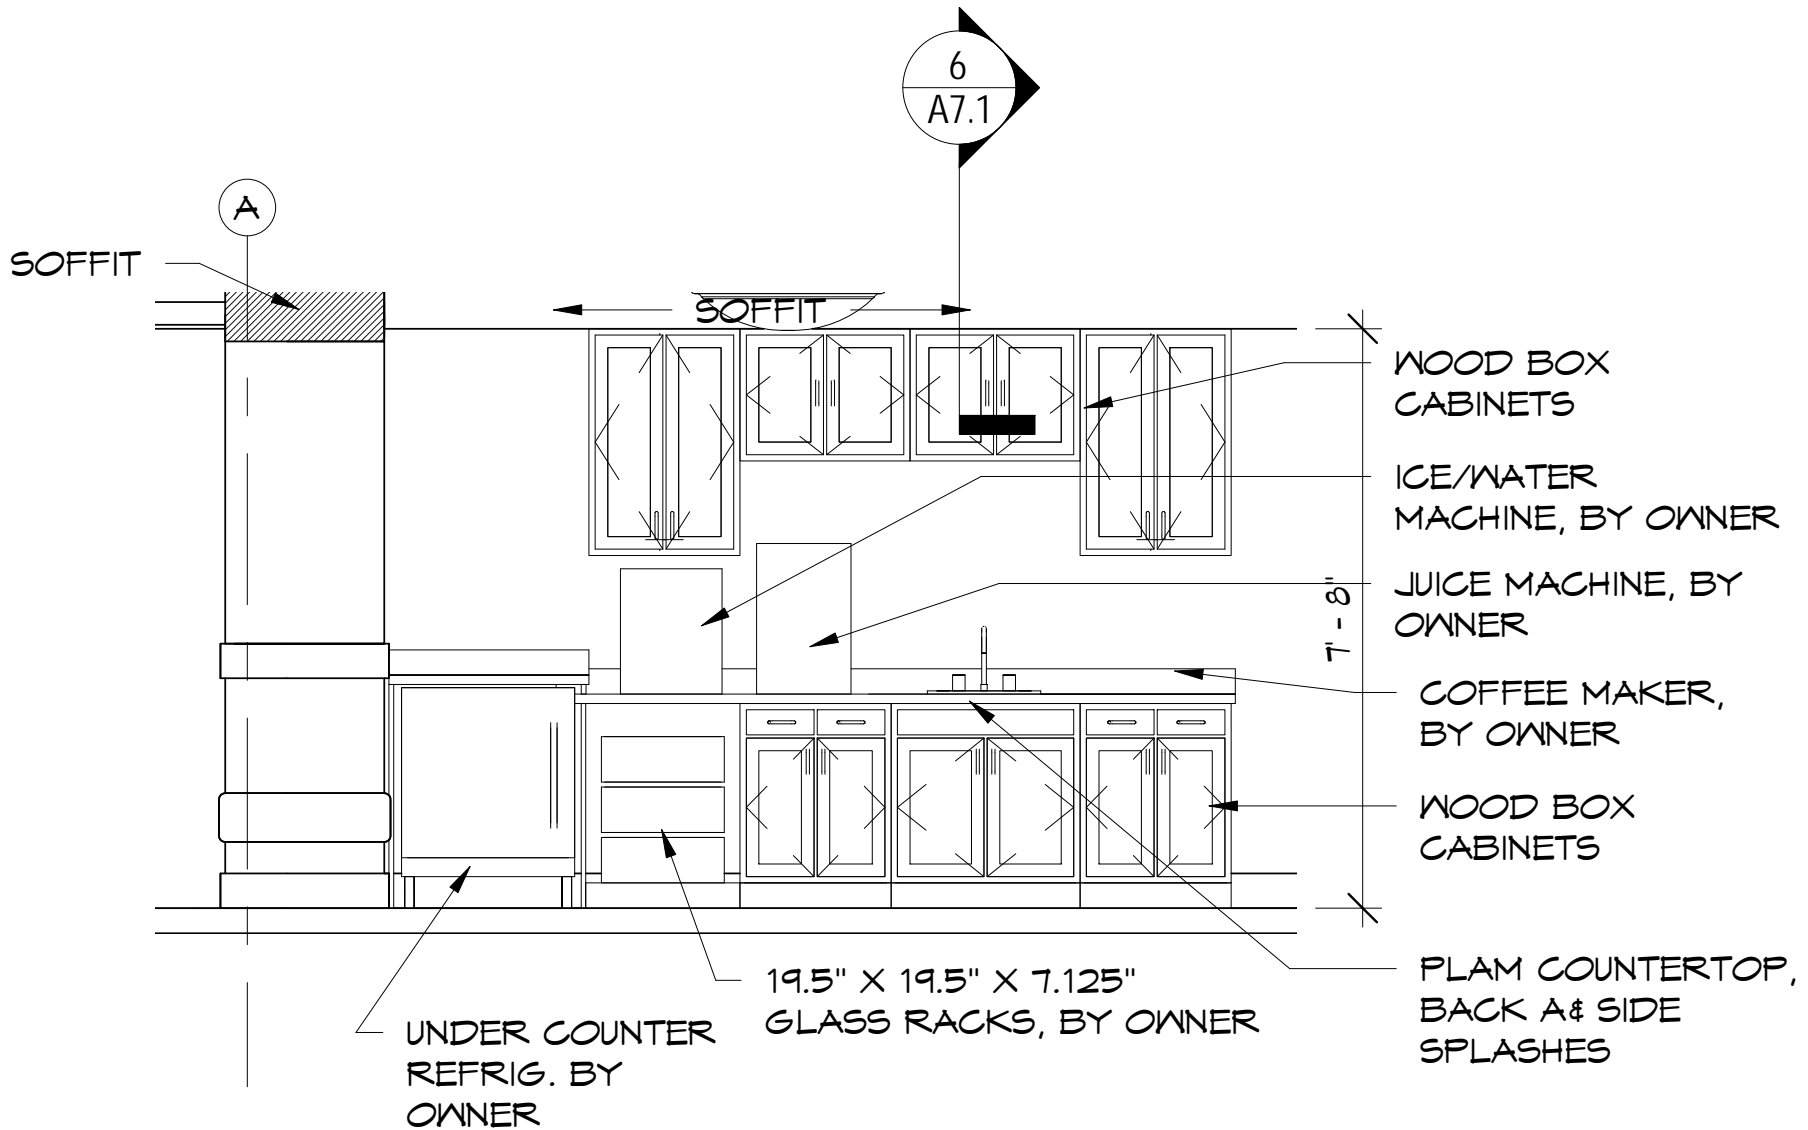 6
A7.1
A
SOFFIT
SOFFIT
WOOD BOX
CABINETS
ICE/WATER
MACHINE, BY OWNER
JUICE MACHINE, BY
OWNER
7' - 8"
COFFEE MAKER,
BY OWNER
WOOD BOX
CABINETS
PLAM COUNTERTOP,
BACK A& SIDE
SPLASHES
19.5" X 19.5" X 7.125"
GLASS RACKS, BY OWNER
UNDER COUNTER
REFRIG. BY
OWNER